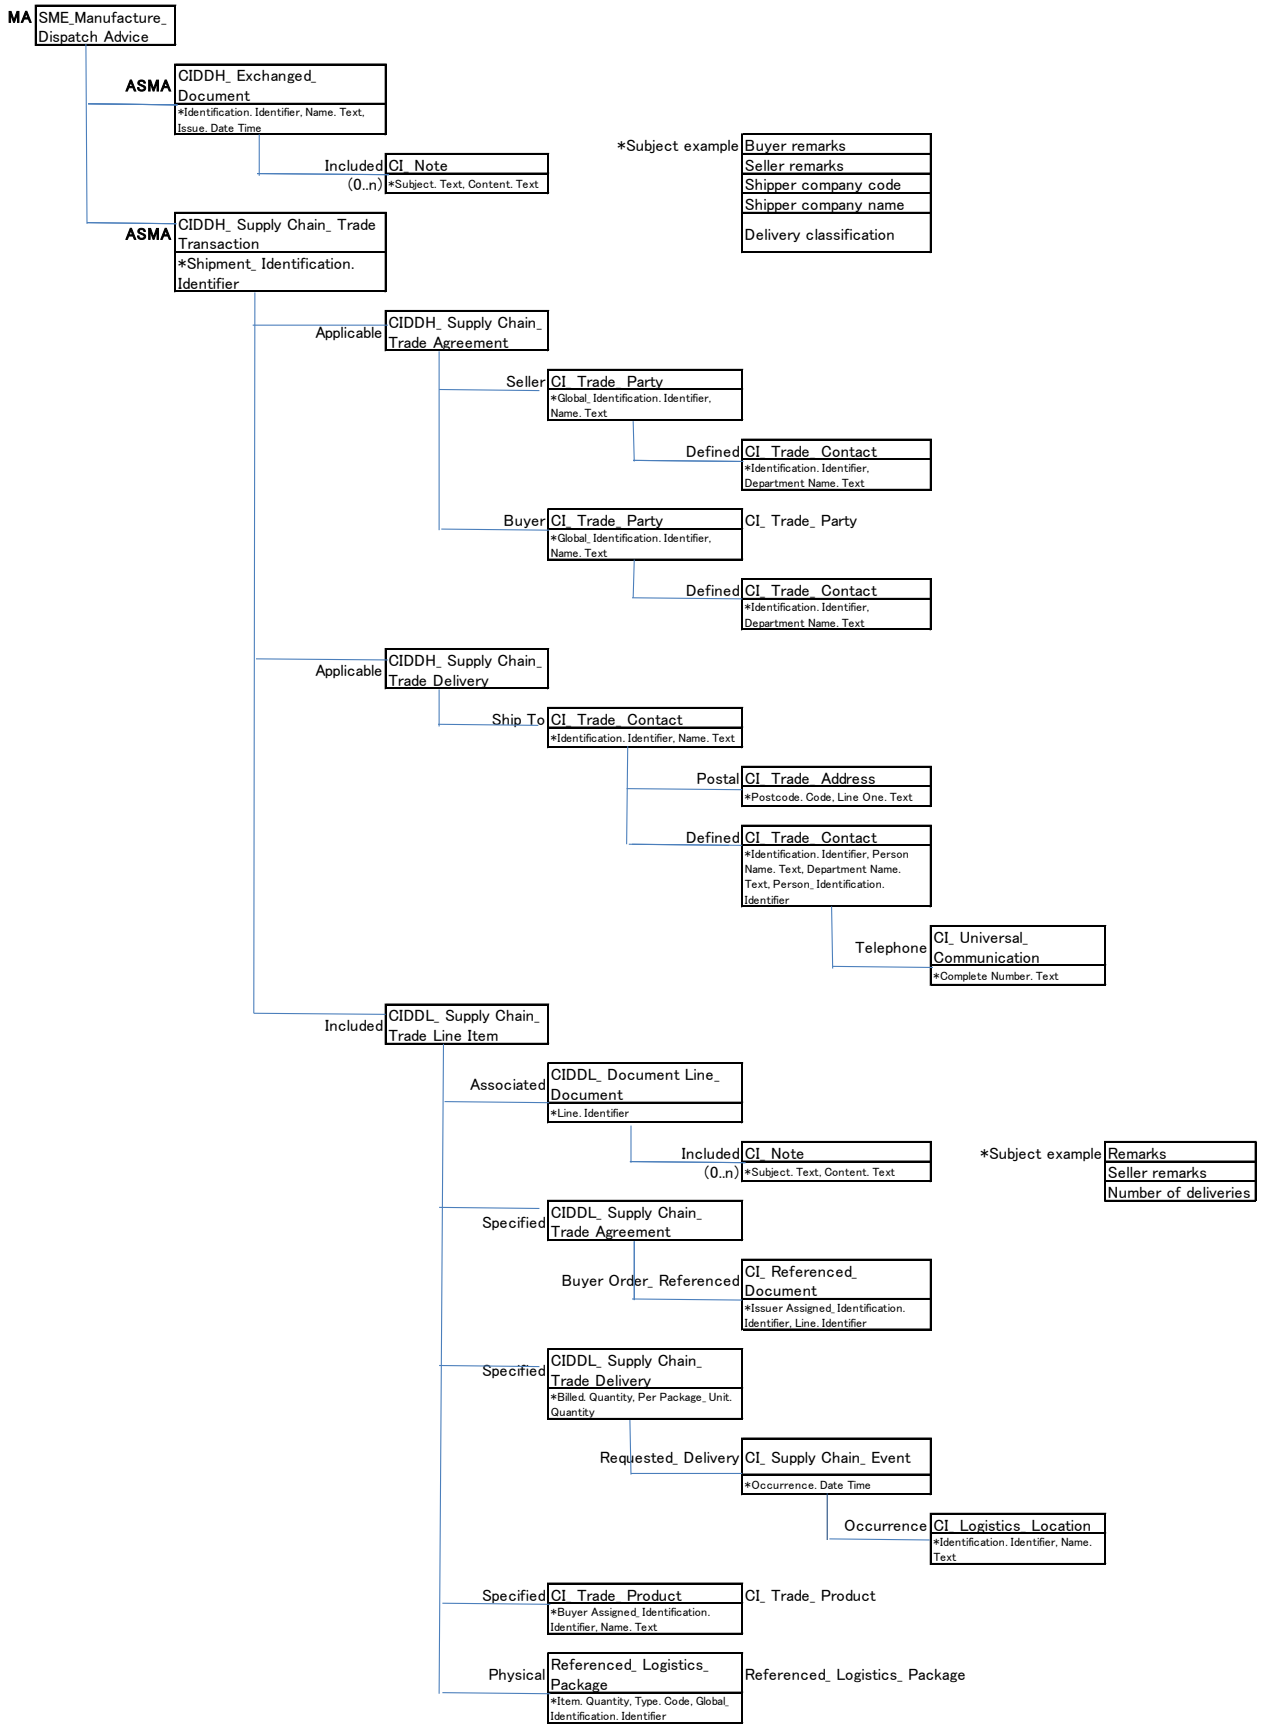 MA SME_Manufacture_
Dispatch Advice
ASMA
CIDDH_ Exchanged_
Document
*Identification. Identifier, Name. Text,
Issue. Date Time
Included
(0..n)
CI_ Note
*Subject. Text, Content. Text
*Subject example
Buyer remarks
Seller remarks
Shipper company code
Shipper company name
Delivery classification
ASMA
CIDDH_ Supply Chain_ Trade
Transaction
*Shipment_ Identification.
Identifier
Applicable
CIDDH_ Supply Chain_
Trade Agreement
Seller
CI_ Trade_ Party
*Global_ Identification. Identifier,
Name. Text
Defined
CI_ Trade_ Contact
*Identification. Identifier,
Department Name. Text
Buyer
CI_ Trade_ Party
*Global_ Identification. Identifier,
Name. Text
CI_ Trade_ Party
Defined
CI_ Trade_ Contact
*Identification. Identifier,
Department Name. Text
Applicable
CIDDH_ Supply Chain_
Trade Delivery
Ship To
CI_ Trade_ Contact
*Identification. Identifier, Name. Text
Postal
CI_ Trade_ Address
*Postcode. Code, Line One. Text
Defined
CI_ Trade_ Contact
*Identification. Identifier, Person
Name. Text, Department Name.
Text, Person_ Identification.
Identifier
Telephone
CI_ Universal_
Communication
*Complete Number. Text
Included
CIDDL_ Supply Chain_
Trade Line Item
Associated
CIDDL_ Document Line_
Document
*Line. Identifier
Included
(0..n)
CI_ Note
*Subject. Text, Content. Text
*Subject example
Remarks
Seller remarks
Number of deliveries
Specified
CIDDL_ Supply Chain_
Trade Agreement
Buyer Order_ Referenced
CI_ Referenced_
Document
*Issuer Assigned_ Identification.
Identifier, Line. Identifier
Specified
CIDDL_ Supply Chain_
Trade Delivery
*Billed. Quantity, Per Package_ Unit.
Quantity
Requested_ Delivery
CI_ Supply Chain_ Event
*Occurrence. Date Time
Occurrence
CI_ Logistics_ Location
*Identification. Identifier, Name.
Text
Specified
CI_ Trade_ Product
*Buyer Assigned_ Identification.
Identifier, Name. Text
CI_ Trade_ Product
Physical
Referenced_ Logistics_
Package
*Item. Quantity, Type. Code, Global_
Identification. Identifier
Referenced_ Logistics_ Package